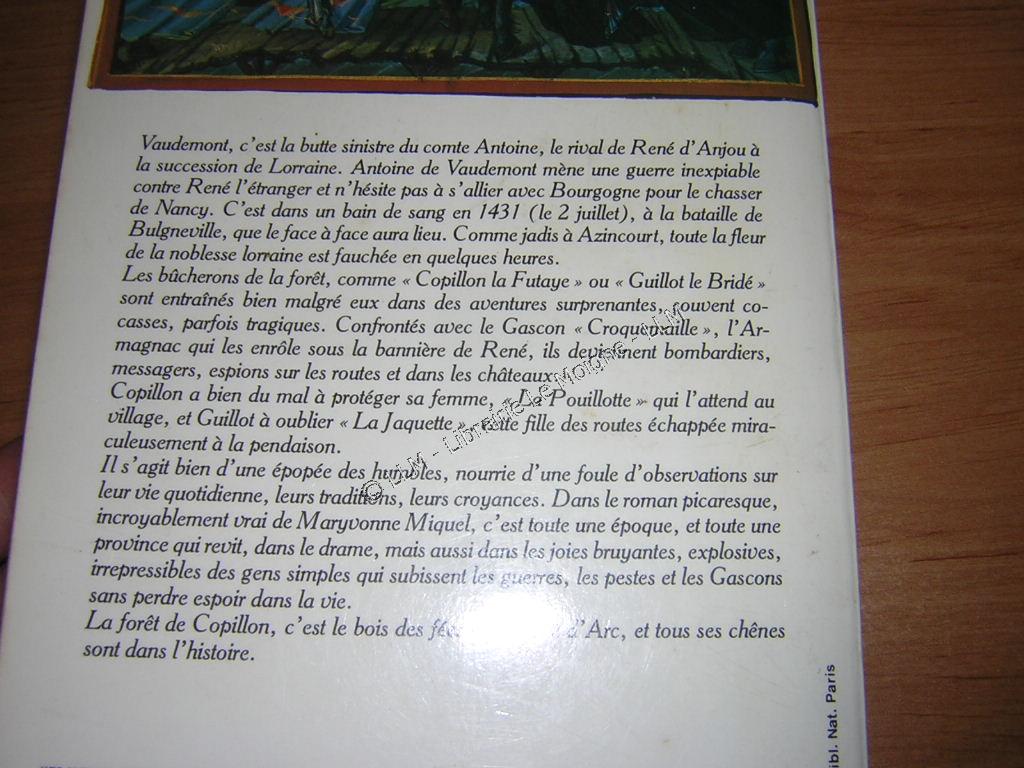 Vaudemont, c'est la butte sinistre du comte Antoine, le rival de René d'Anjou à
la succession de Lorraine. Antoine de Vaudemont mène une guerre inexpiable
contre René l'étranger et n'hésite pas à s'allier avec Bourgogne pour le chasser
de Nancy. C'est dans un bain de sang en 1431 (le 2 juillet), à la bataille de
Bulgneville, que le face à face aura lieu. Comme jadis à Azincourt, toute la fleur
de la noblesse lorraine est fauchée en quelques heures.
Les bûcherons de la forêt, comme « Copillon la Futaye » ou « Guillot le Bridé »
sont entraînés bien malgré eux dans des aventures surprenantes, souvent co-
casses, parfois tragiques. Confrontés avec le Gascon « Croquemaille », l'Ar-
magnac qui les enrôle sous la bannière de René, ils deviennent bombardiers,
messagers, espions sur les routes et dans les châteaux.
Copillon a bien du mal à protéger sa femme, « La Pouillotte » qui l'attend au
village, et Guillot à oublier « La Jaquette », cette fille des routes échappée mira-
culeusement à la pendaison.
Il s'agit bien d'une épopée des humbles, nourrie d'une foule d'observations sur
leur vie quotidienne, leurs traditions, leurs croyances. Dans le roman picaresque,
incroyablement vrai de Maryvonne Miquel, c'est toute une époque, et toute une
province qui revit, dans le drame, mais aussi dans les joies bruyantes, explosives,
irrepressibles des gens simples qui subissent les guerres, les pestes et les Gascons
sans perdre espoir dans la vie.
La forêt de Copillon, c'est le bois des d'Arc, et tous ses chênes
sont dans l'histoire.
© LLM - Librairie Le Moigne - LLM
Nat. Paris